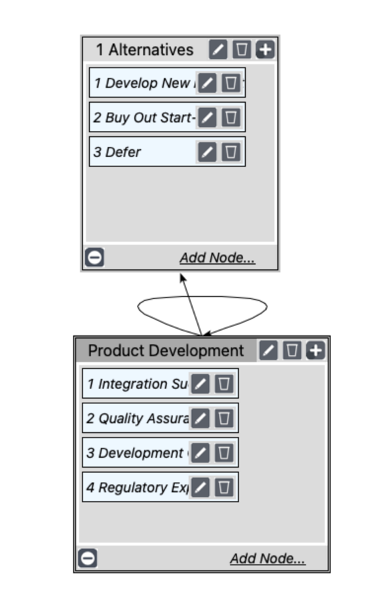 1 Alternatives
1 Develop New
2 Buy Out Start-
3 Defer
Add Node...
Product Development
1 Integration Su
2 Quality Assura
3 Development
4 Regulatory Ex
Add Node...